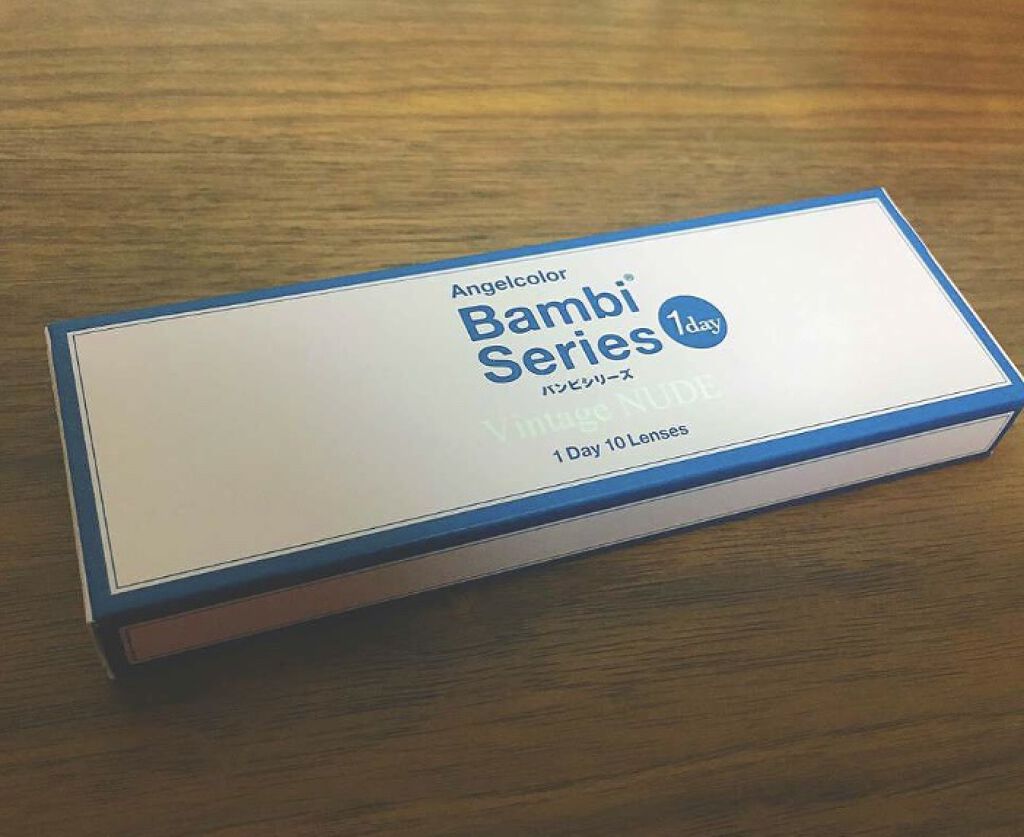 Angelcolor
Bambi®
Series 1day
バンビシリーズ
Vintage NUDE
1 Day 10 Lenses